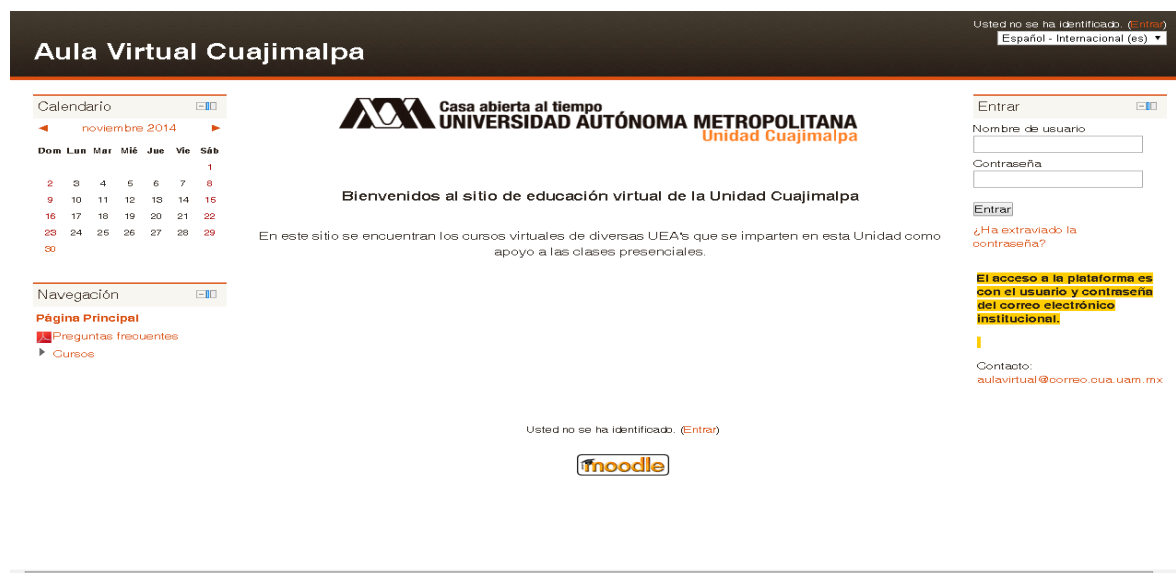 Usted no se ha identificado. (Entrar)
Español - Internacional (es)
Aula Virtual Cuajimalpa
Calendario
noviembre 2014
Dom Lun Mar Mié Jue Vie Sáb
1
2 3 4 5 6 7 8
9 10 11 12 13 14 15
16 17 18 19 20 21 22
23 24 25 26 27 28 29
30
Navegación
Página Principal
Preguntas frecuentes
Cursos
Casa abierta al tiempo
UNIVERSIDAD AUTÓNOMA METROPOLITANA
Unidad Cuajimalpa
Bienvenidos al sitio de educación virtual de la Unidad Cuajimalpa
En este sitio se encuentran los cursos virtuales de diversas UEA's que se imparten en esta Unidad como
apoyo a las clases presenciales.
Entrar
Nombre de usuario
Contraseña
Entrar
¿Ha extraviado la
contraseña?
El acceso a la plataforma es
con el usuario y contraseña
del correo electrónico
institucional.
Contacto:
aulavirtual@correo.cua.uam.mx
Usted no se ha identificado. (Entrar)
moodle